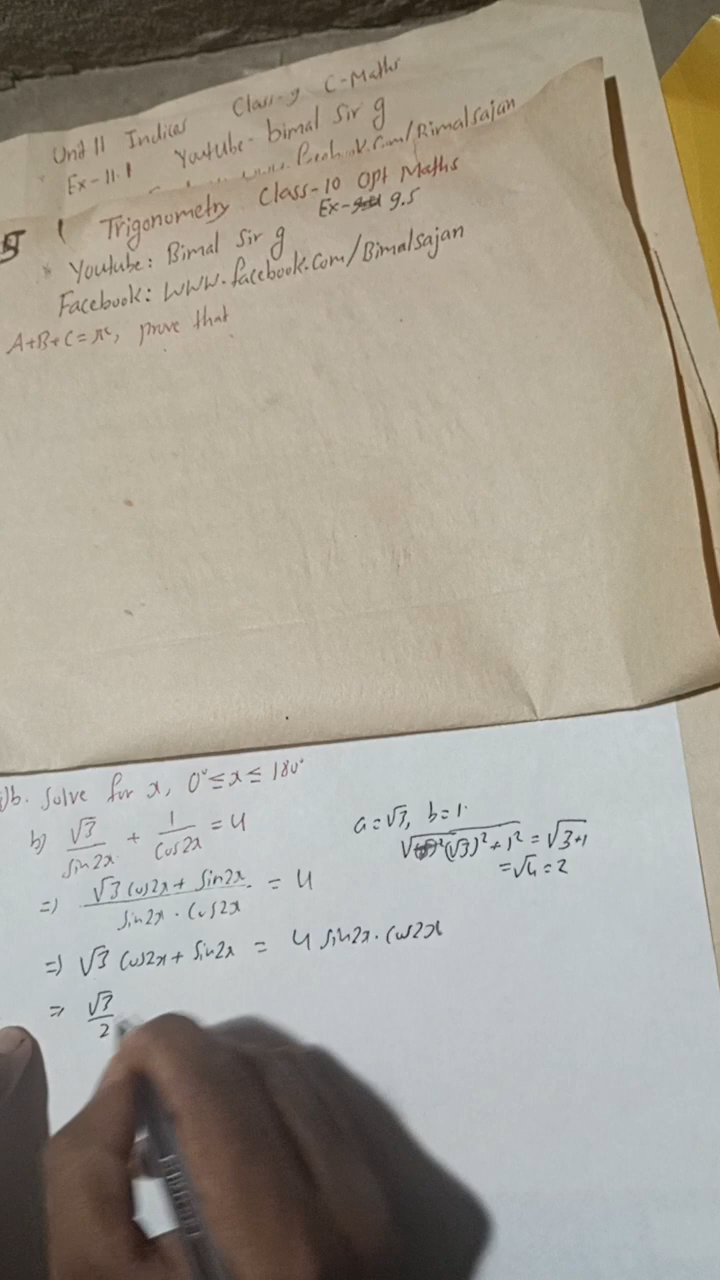 Unit 11 Indices Class-9 C-Maths
Ex-11.1 Youtube- bimal Sir g
.com/Bimalsajan
Trigonometry Class-10 Opt Maths
Ex- 9.5
* Youtube: Bimal Sir g
Facebook: WWW.facebook.Com/Bimalsajan
A+B+C=πᶜ, prove that
b. Solve for x, 0°≤x≤180°
b) √3/sin2x + 1/cos2x = 4
a=√3, b=1.
√(√3)²+1² = √3+1
=√4=2
=) √3 cos2x + sin2x / sin2x . cos2x = 4
=) √3 cos2x + sin2x = 4 sin2x . cos2x
=> √3/2